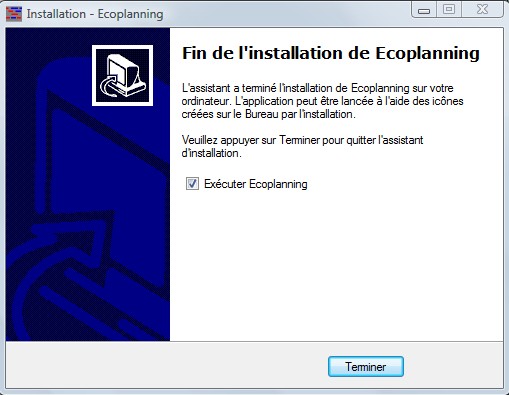 Installation - Ecoplanning
Fin de l'installation de Ecoplanning
L'assistant a terminé l'installation de Ecoplanning sur votre
ordinateur. L'application peut être lancée à l'aide des icônes
créées sur le Bureau par l'installation.
Veuillez appuyer sur Terminer pour quitter l'assistant
d'installation.
Exécuter Ecoplanning
Terminer